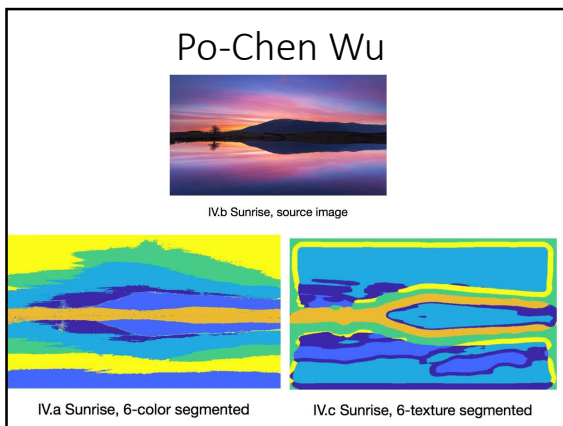 Po-Chen Wu
IV.b Sunrise, source image
IV.a Sunrise, 6-color segmented
IV.c Sunrise, 6-texture segmented